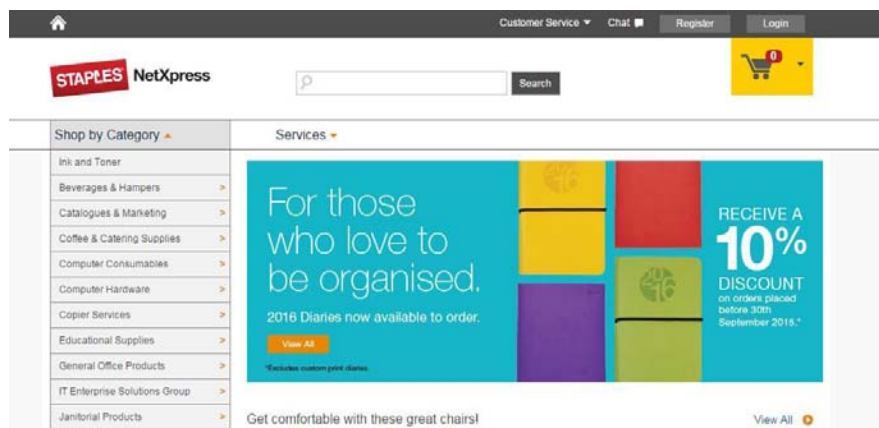 Customer Service Chat Register Login
STAPLES NetXpress
Search
0
Shop by Category Services
Ink and Toner
Beverages & Hampers
Catalogues & Marketing
Coffee & Catering Supplies
Computer Consumables
Computer Hardware
Copier Services
Educational Supplies
General Office Products
IT Enterprise Solutions Group
Janitorial Products
For those
who love to
be organised.
2016 Diaries now available to order.
View All
*Excludes custom print diaries.
2016
2016
RECEIVE A
10%
DISCOUNT
on orders placed
before 30th
September 2015.*
Get comfortable with these great chairs! View All